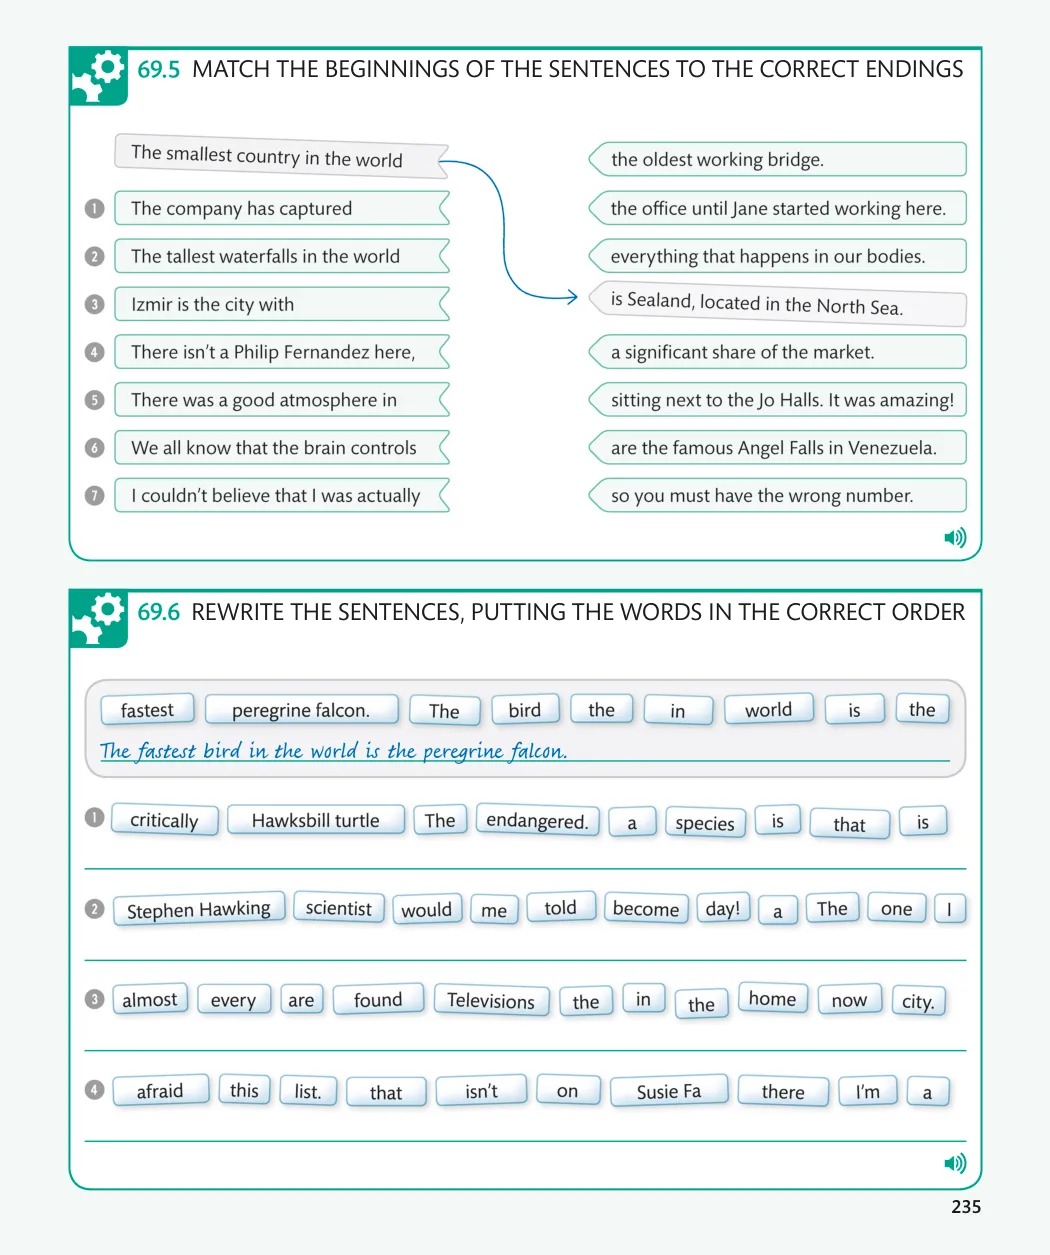 69.5 MATCH THE BEGINNINGS OF THE SENTENCES TO THE CORRECT ENDINGS
The smallest country in the world
the oldest working bridge.
1 The company has captured
the office until Jane started working here.
2 The tallest waterfalls in the world
everything that happens in our bodies.
3 Izmir is the city with
is Sealand, located in the North Sea.
4 There isn't a Philip Fernandez here,
a significant share of the market.
5 There was a good atmosphere in
sitting next to the Jo Halls. It was amazing!
6 We all know that the brain controls
are the famous Angel Falls in Venezuela.
7 I couldn't believe that I was actually
so you must have the wrong number.
69.6 REWRITE THE SENTENCES, PUTTING THE WORDS IN THE CORRECT ORDER
fastest peregrine falcon. The bird the in world is the
The fastest bird in the world is the peregrine falcon.
1 critically Hawksbill turtle The endangered. a species is that is
2 Stephen Hawking scientist would me told become day! a The one I
3 almost every are found Televisions the in the home now city.
4 afraid this list. that isn't on Susie Fa there I'm a
235